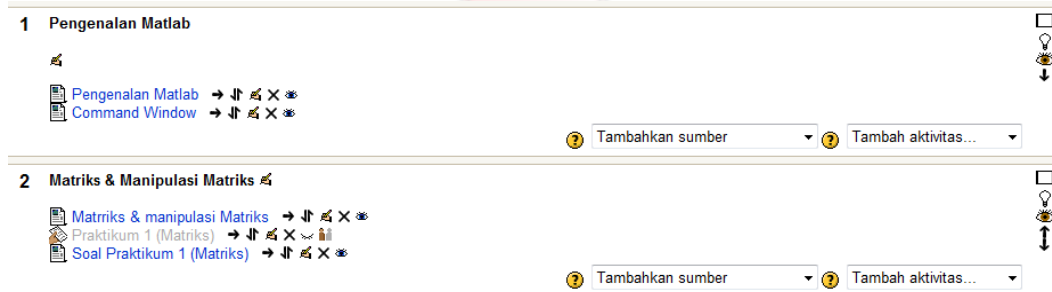 1 Pengenalan Matlab
Pengenalan Matlab
Command Window
Tambahkan sumber Tambah aktivitas...
2 Matriks & Manipulasi Matriks
Matrriks & manipulasi Matriks
Praktikum 1 (Matriks)
Soal Praktikum 1 (Matriks)
Tambahkan sumber Tambah aktivitas...